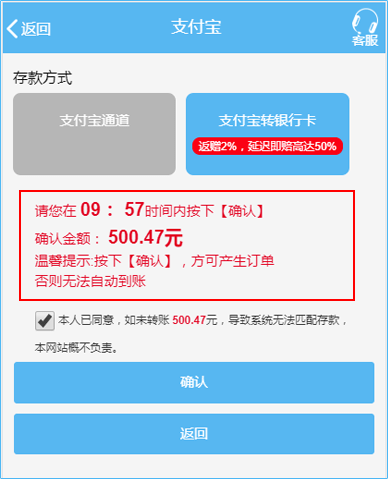 返回
支付宝
客服
存款方式
支付宝通道
支付宝转银行卡
返赠2%，延迟即赔高达50%
请您在 09： 57时间内按下【确认】
确认金额： 500.47元
温馨提示:按下【确认】，方可产生订单
否则无法自动到账
本人已同意，如未转账 500.47元，导致系统无法匹配存款，
本网站概不负责。
确认
返回